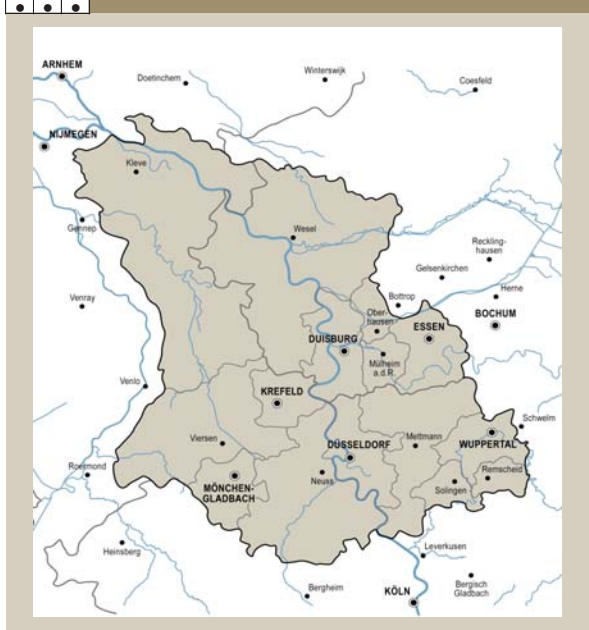 ARNHEM
Winterswijk
Doetinchem
Coesfeld
NIJMEGEN
Kleve
Gennep
Wesel
Reckling-
hausen
Gelsenkirchen
Herne
Venray
Bottrop
Ober-
hausen
BOCHUM
ESSEN
DUISBURG
Mülheim
a.d.R.
Venlo
KREFELD
Schwelm
Viersen
DÜSSELDORF
Mettmann
WUPPERTAL
Roermond
MÖNCHEN-
GLADBACH
Neuss
Remscheid
Solingen
Heinsberg
Leverkusen
Bergheim
KÖLN
Bergisch
Gladbach